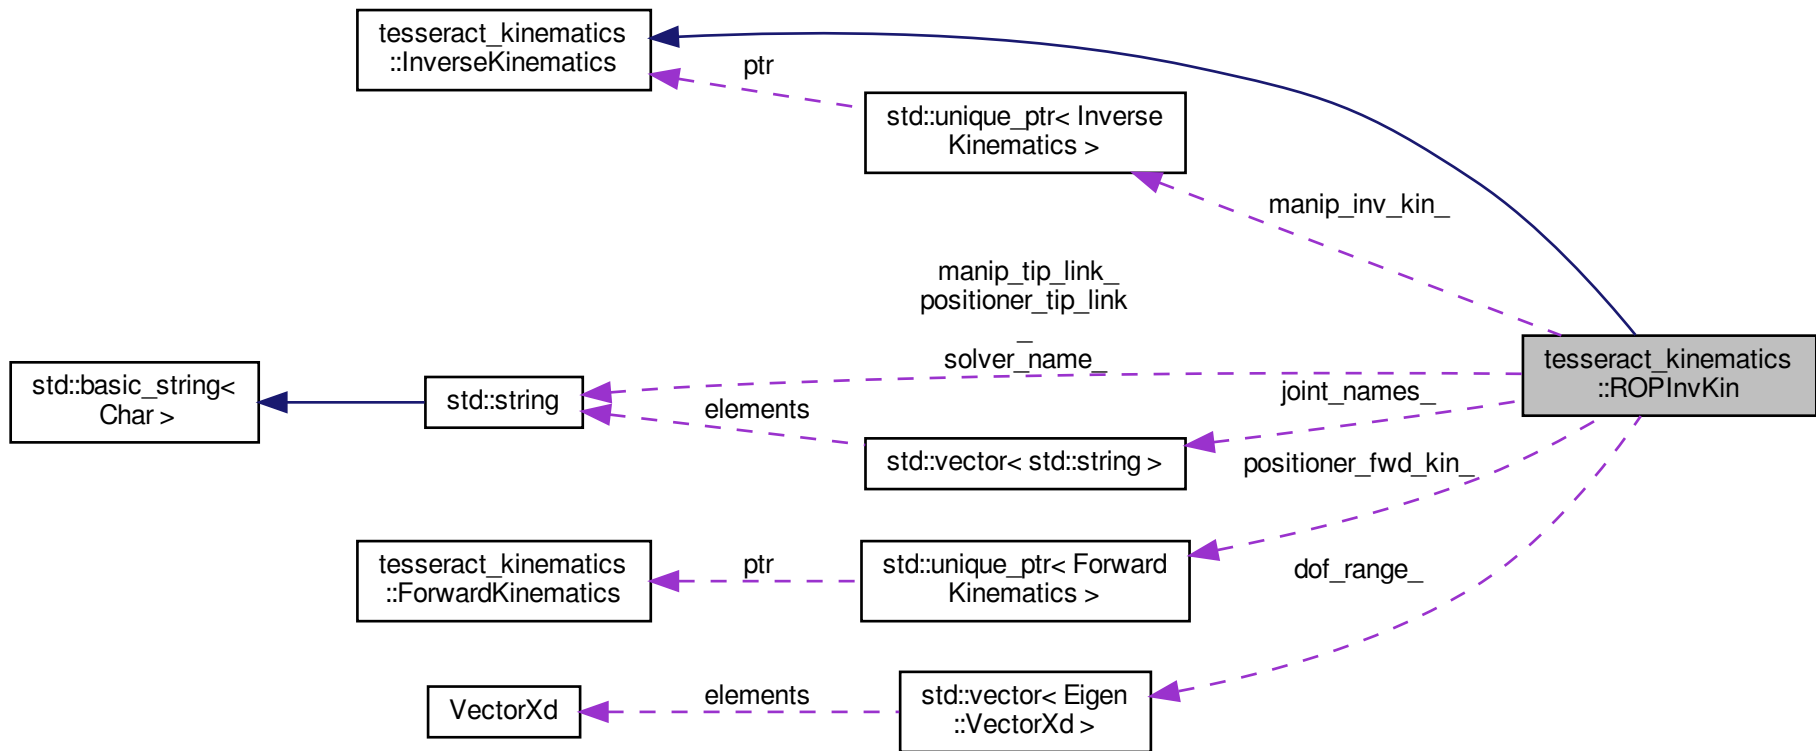 tesseract_kinematics
::InverseKinematics
ptr
std::unique_ptr< Inverse
Kinematics >
manip_inv_kin_
manip_tip_link_
positioner_tip_link
_
solver_name_
tesseract_kinematics
::ROPInvKin
std::basic_string<
Char >
std::string
elements
joint_names_
std::vector< std::string >
positioner_fwd_kin_
tesseract_kinematics
::ForwardKinematics
ptr
std::unique_ptr< Forward
Kinematics >
dof_range_
VectorXd
elements
std::vector< Eigen
::VectorXd >